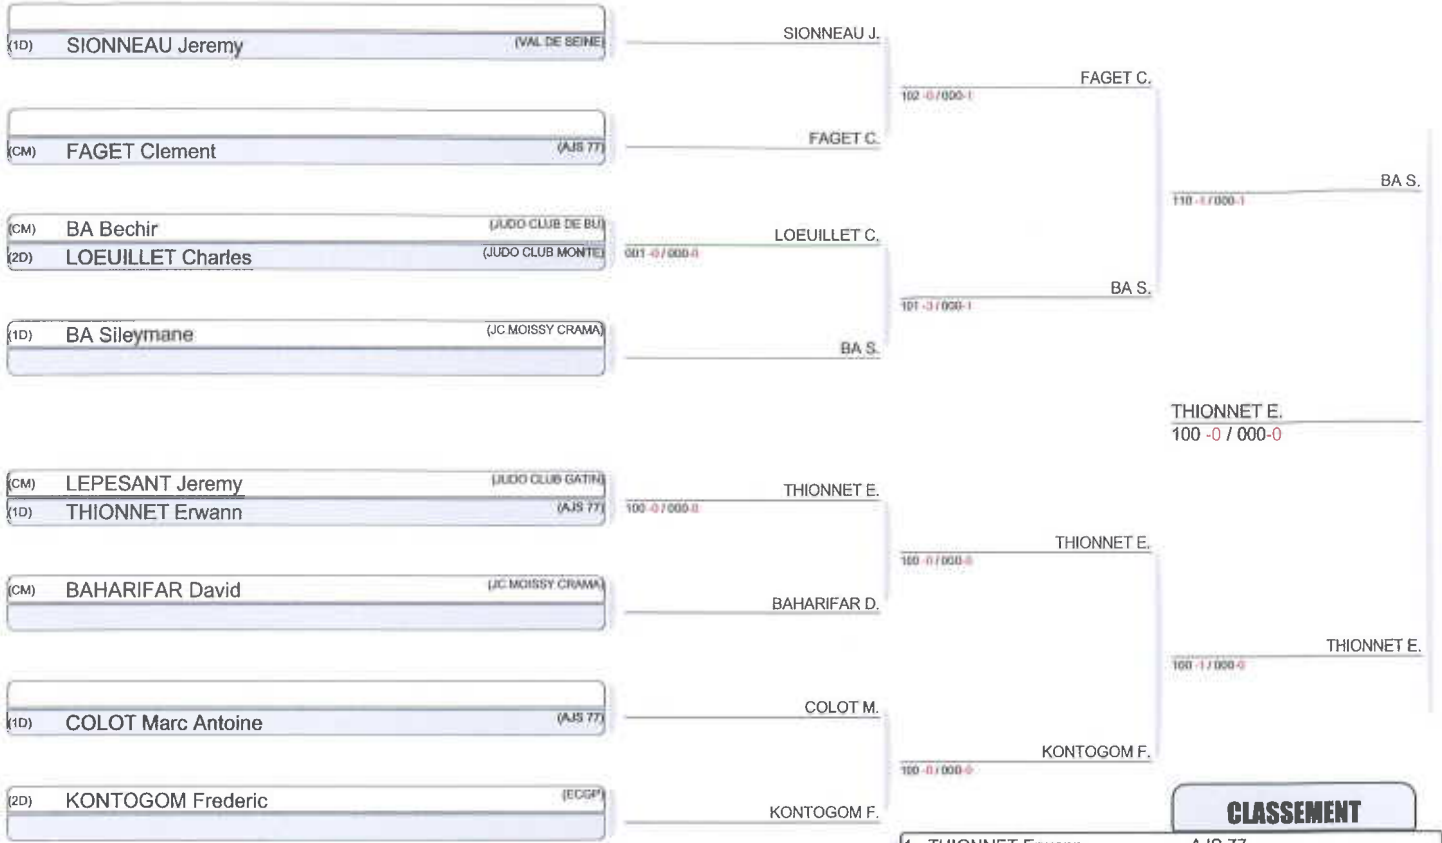 (1D) SIONNEAU Jeremy (VAL DE SEINE)
SIONNEAU J.
FAGET C.
102 -0 / 000-1
(CM) FAGET Clement (AJS 77)
FAGET C.
BA S.
110 -1 / 000-1
(CM) BA Bechir (JUDO CLUB DE BU)
(2D) LOEUILLET Charles (JUDO CLUB MONTE)
LOEUILLET C.
001 -0 / 000-0
BA S.
101 -3 / 000-1
(1D) BA Sileymane (JC MOISSY CRAMA)
BA S.
THIONNET E.
100 -0 / 000-0
(CM) LEPESANT Jeremy (JUDO CLUB GATIN)
(1D) THIONNET Erwann (AJS 77)
THIONNET E.
100 -0 / 000-0
THIONNET E.
100 -0 / 000-0
(CM) BAHARIFAR David (JC MOISSY CRAMA)
BAHARIFAR D.
THIONNET E.
100 -1 / 000-0
(1D) COLOT Marc Antoine (AJS 77)
COLOT M.
KONTOGOM F.
100 -0 / 000-0
(2D) KONTOGOM Frederic (ECGP)
KONTOGOM F.
CLASSEMENT
1 THIONNET Erwann AJS 77